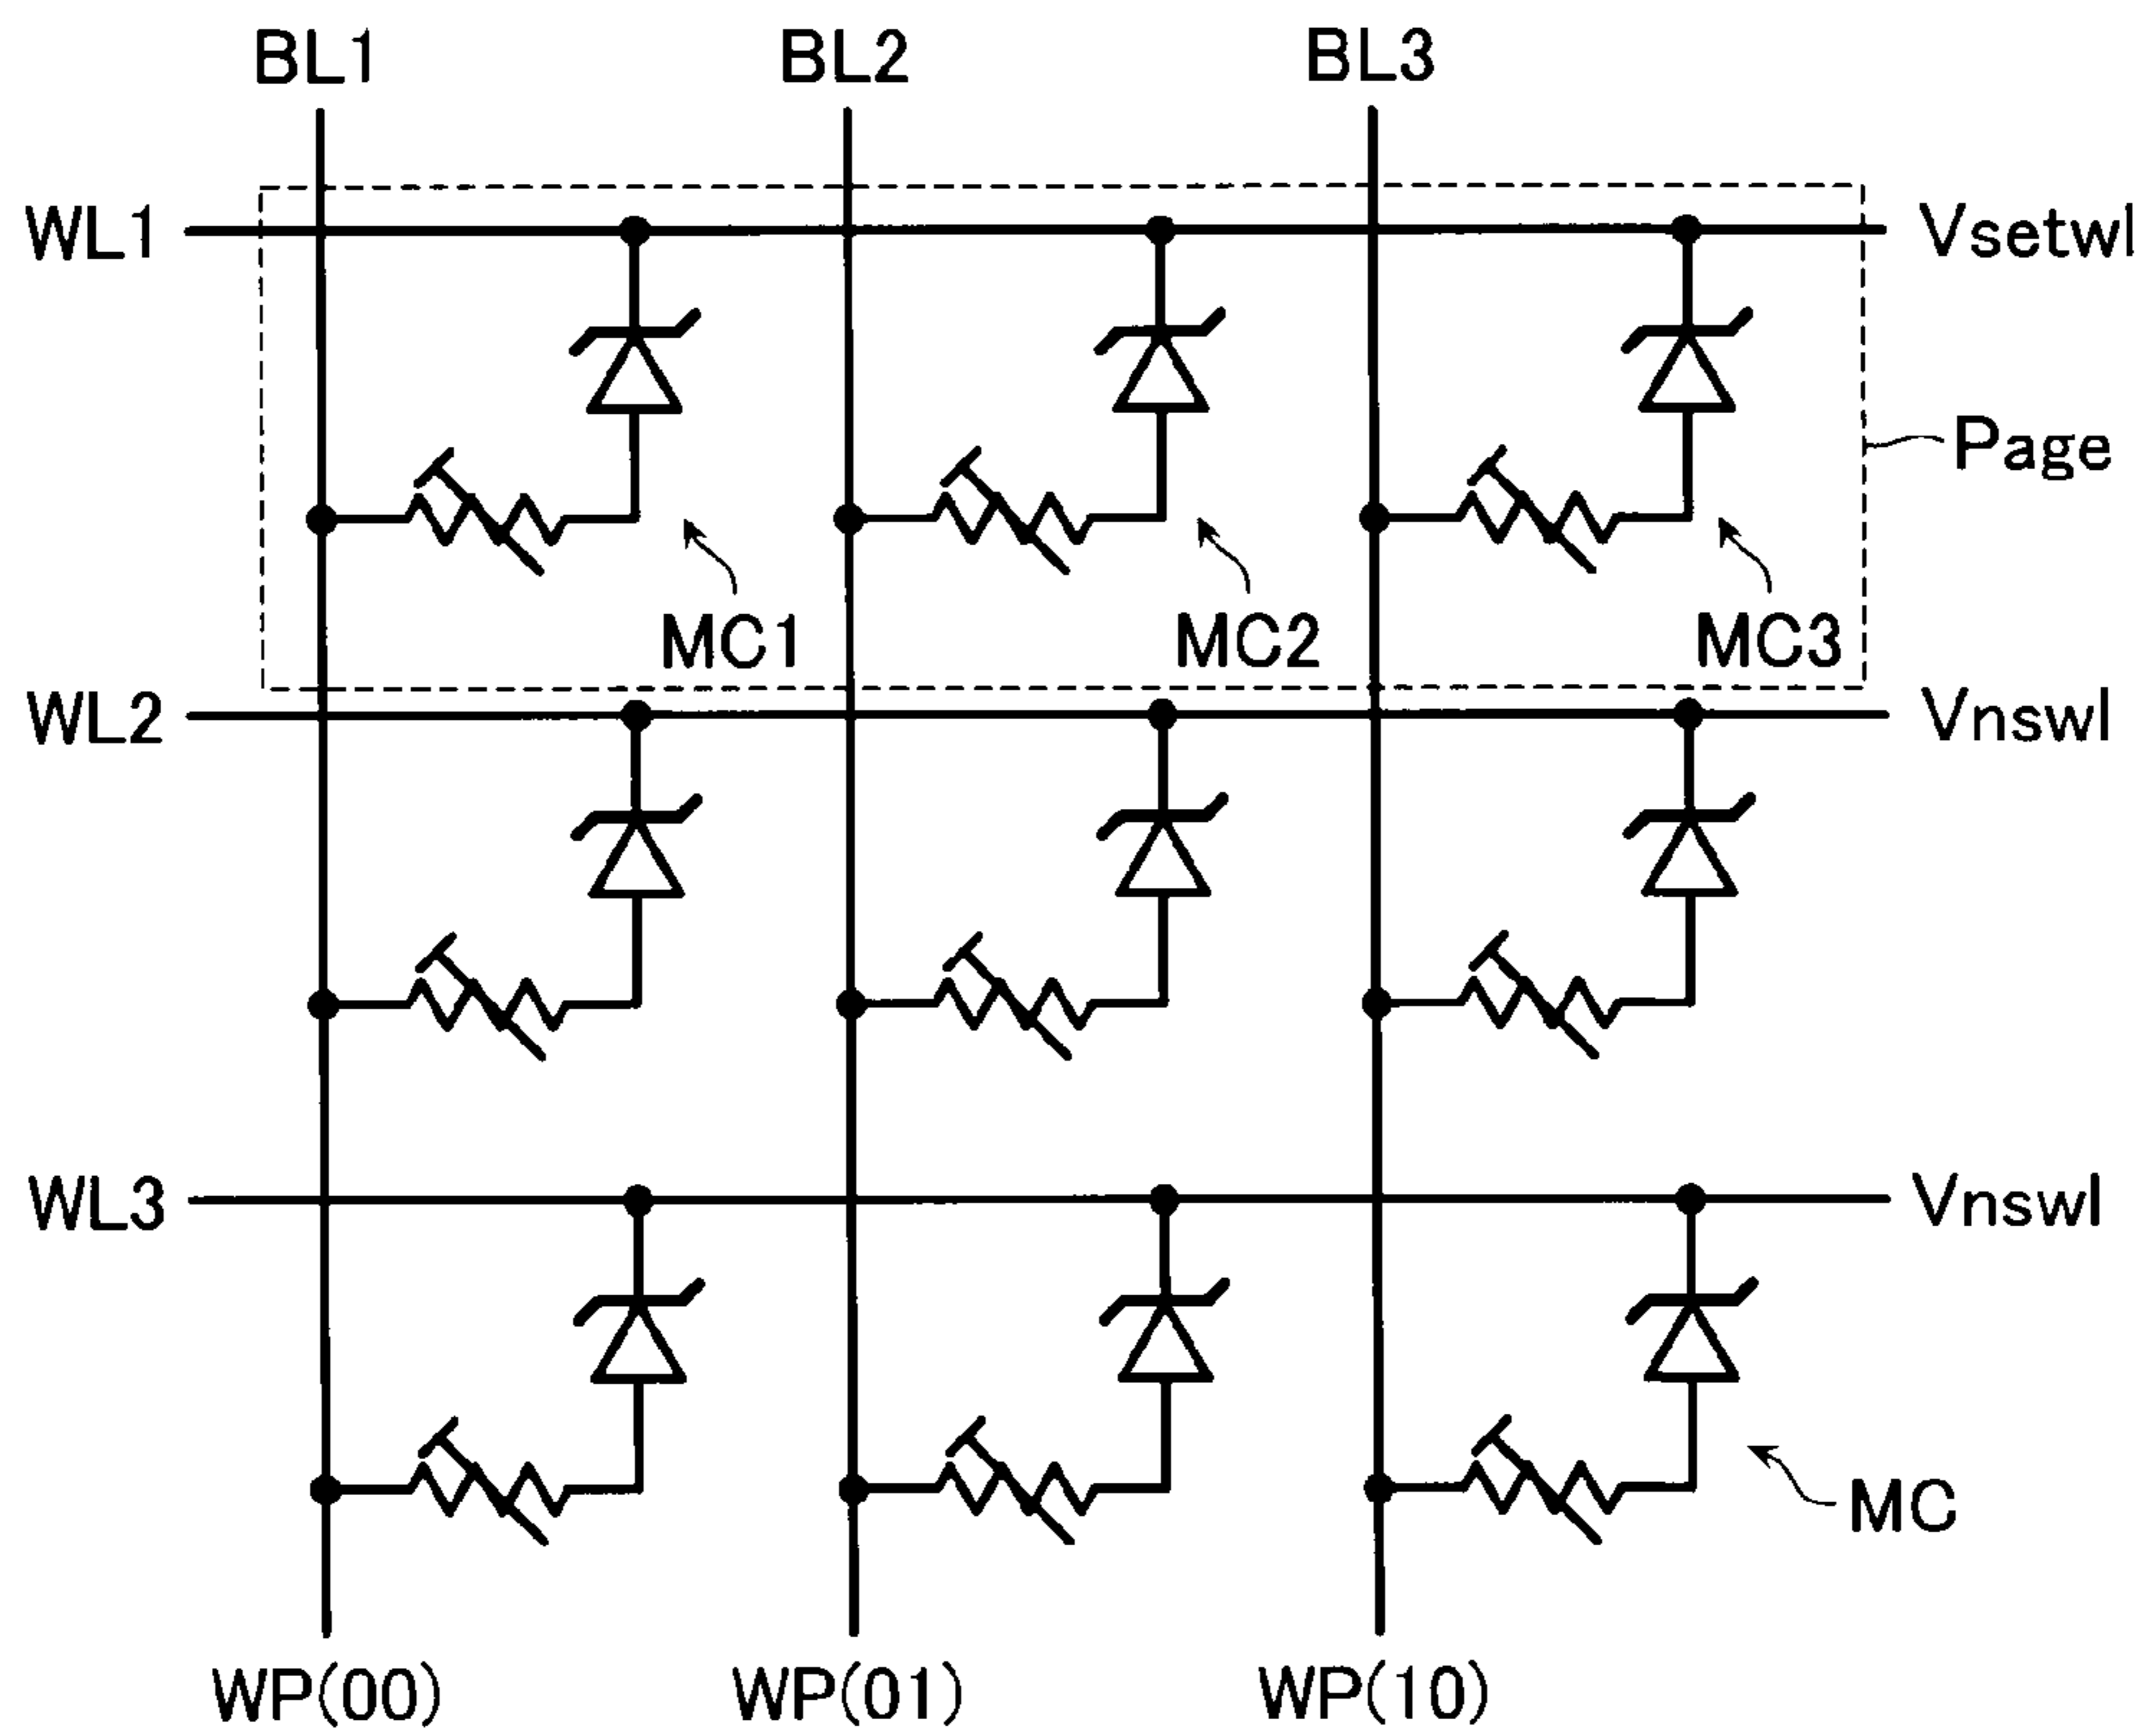 BL1 BL2 BL3
WL1 Vsetwl
Page
MC1 MC2 MC3
WL2 Vnswl
WL3 Vnswl
MC
WP(00) WP(01) WP(10)